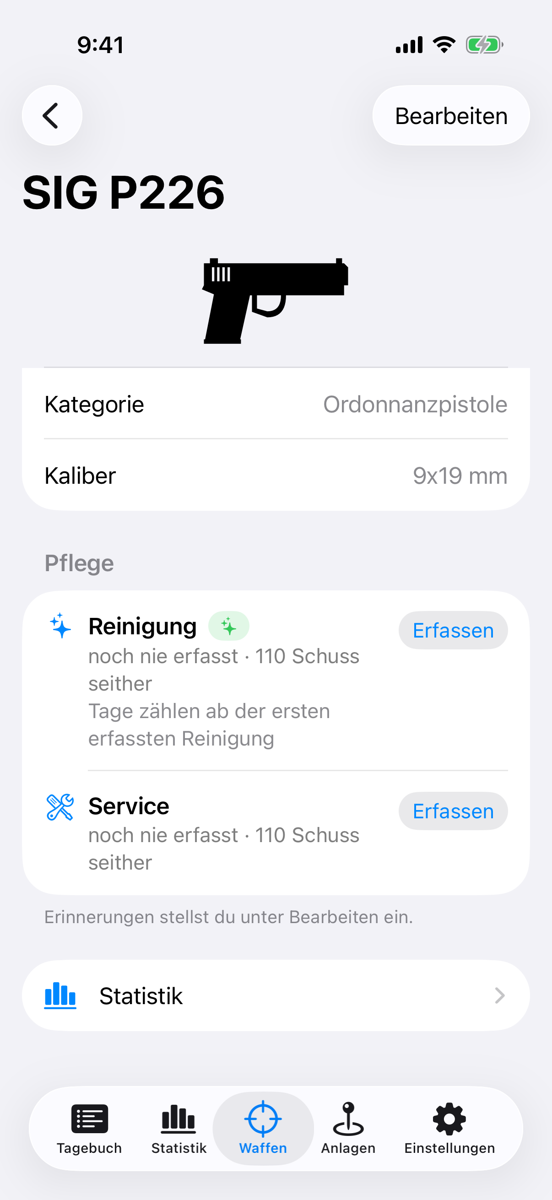 9:41
Bearbeiten
SIG P226
Kategorie
Ordonnanzpistole
Kaliber
9x19 mm
Pflege
Reinigung
Erfassen
noch nie erfasst · 110 Schuss
seither
Tage zählen ab der ersten
erfassten Reinigung
Service
Erfassen
noch nie erfasst · 110 Schuss
seither
Erinnerungen stellst du unter Bearbeiten ein.
Statistik
Tagebuch
Statistik
Waffen
Anlagen
Einstellungen